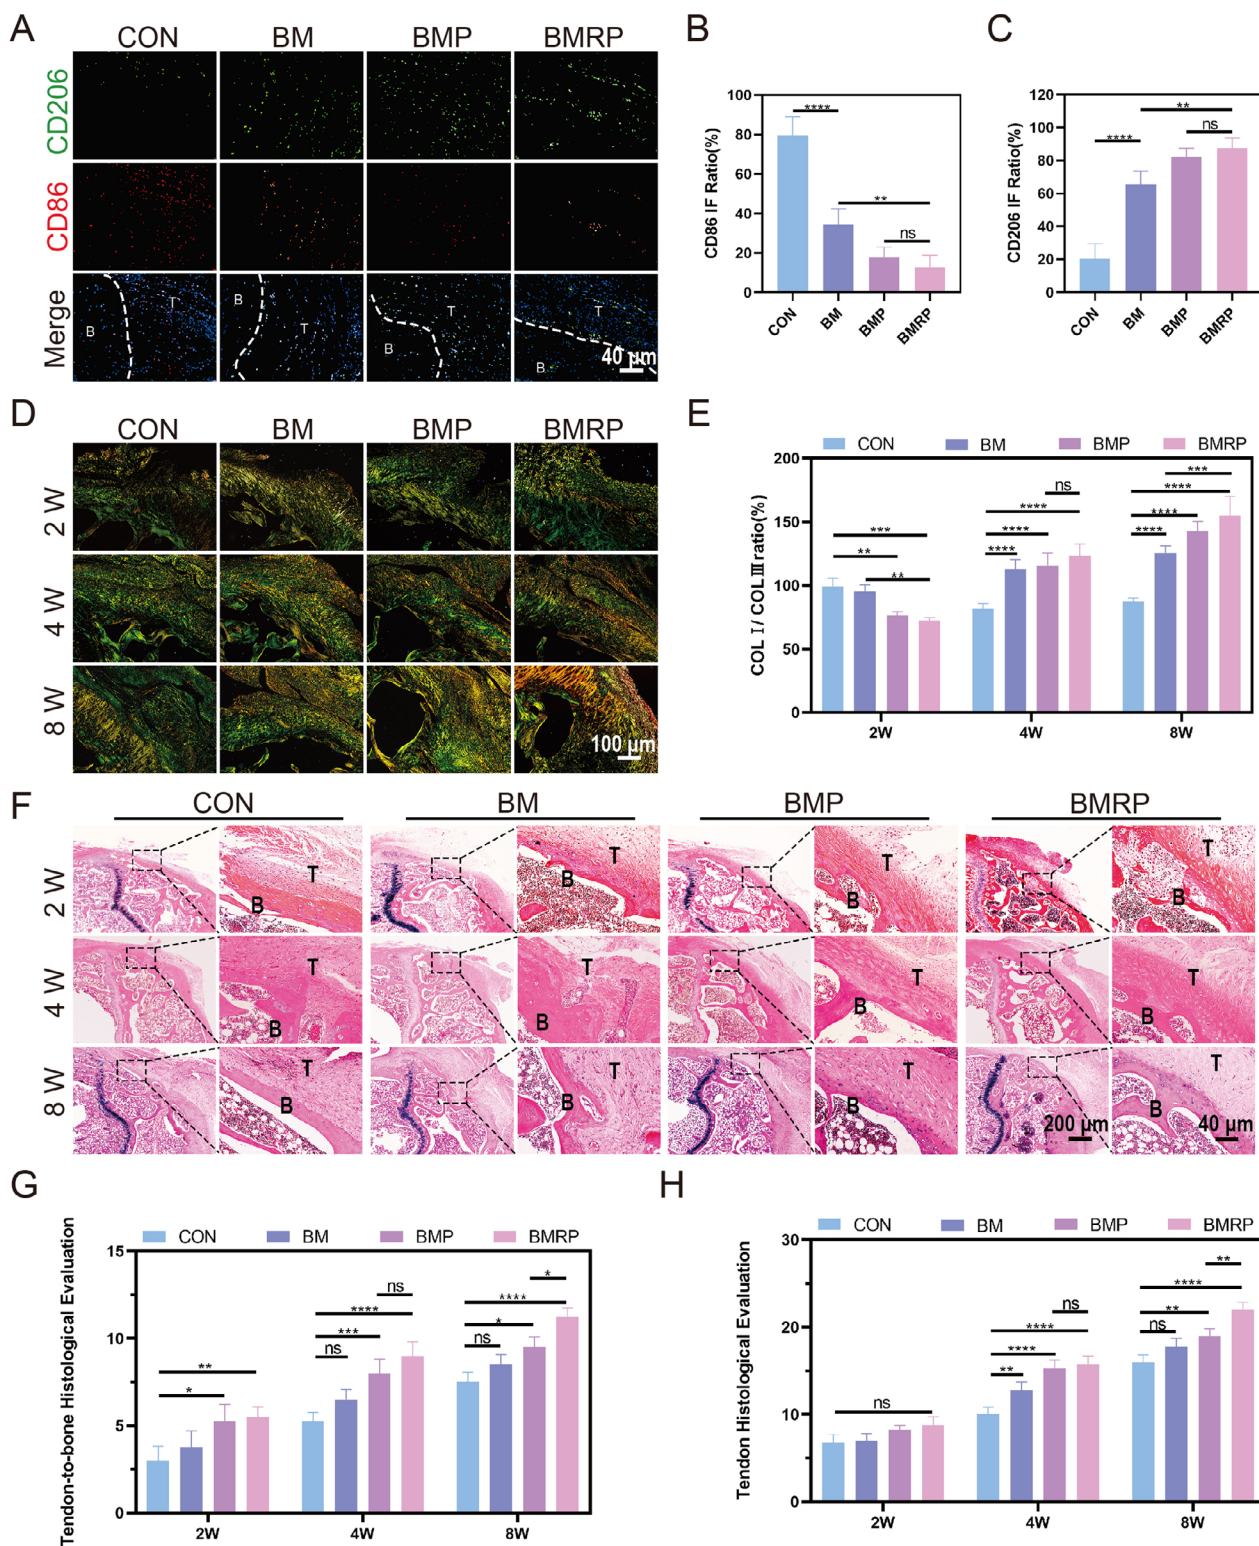 A
CON BM BMP BMRP
CD206
CD86
Merge
B T
B T
B T
T B
40 μm
B
CD86 IF Ratio(%)
100
80
60
40
20
0
****
**
ns
CON BM BMP BMRP
C
CD206 IF Ratio(%)
120
100
80
60
40
20
0
****
**
ns
CON BM BMP BMRP
D
CON BM BMP BMRP
2 W
4 W
8 W
100 μm
E
CON BM BMP BMRP
COL Ⅰ/ COL Ⅲ ratio(%)
200
150
100
50
0
***
**
**
ns
****
****
****
***
****
****
****
2W 4W 8W
F
CON BM BMP BMRP
2 W
T B T B T B T B
4 W
T B T B T B T B
8 W
T B T B T B T B
200 μm 40 μm
G
CON BM BMP BMRP
Tendon-to-bone Histological Evaluation
15
10
5
0
**
*
ns
****
***
ns
*
****
*
ns
2W 4W 8W
H
CON BM BMP BMRP
Tendon Histological Evaluation
30
20
10
0
ns
ns
****
****
**
**
****
**
ns
2W 4W 8W